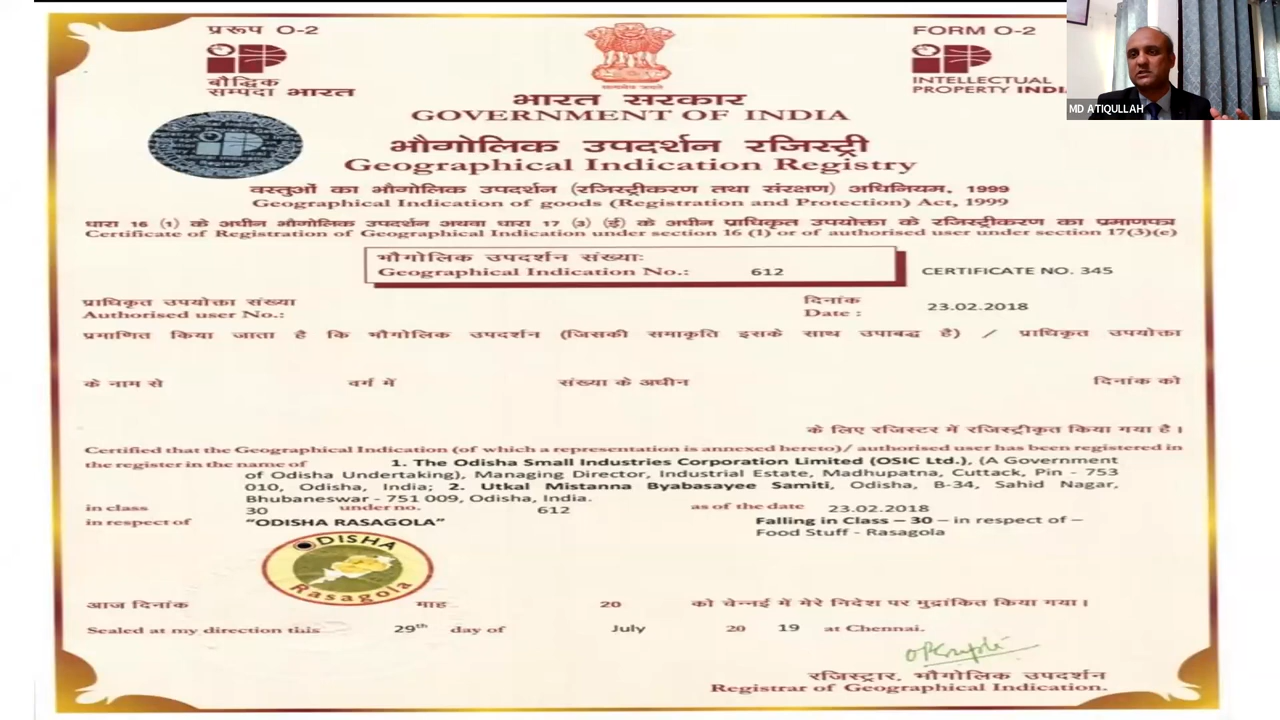 प्ररूप O-2
बौद्धिक
सम्पदा भारत
FORM O-2
INTELLECTUAL
PROPERTY
MD ATIQULLAH
भारत सरकार
GOVERNMENT OF INDIA
भौगोलिक उपदर्शन रजिस्ट्री
Geographical Indication Registry
वस्तुओं का भौगोलिक उपदर्शन (रजिस्ट्रीकरण तथा संरक्षण) अधिनियम, 1999
Geographical Indication of goods (Registration and Protection) Act, 1999
धारा 16 (1) के अधीन भौगोलिक उपदर्शन अथवा धारा 17 (3) (ई) के अधीन प्राधिकृत उपयोक्ता के रजिस्ट्रीकरण का प्रमाणपत्र
Certificate of Registration of Geographical Indication under section 16 (1) or of authorised user under section 17(3)(e)
भौगोलिक उपदर्शन संख्याः
Geographical Indication No.: 612
CERTIFICATE NO. 345
प्राधिकृत उपयोक्ता संख्या
Authorised user No.:
दिनांक
Date : 23.02.2018
प्रमाणित किया जाता है कि भौगोलिक उपदर्शन (जिसकी समाकृति इसके साथ उपाबद्ध है) / प्राधिकृत उपयोक्ता
के नाम से वर्ग में संख्या के अधीन दिनांक को
के लिए रजिस्टर में रजिस्ट्रीकृत किया गया है।
Certified that the Geographical Indication (of which a representation is annexed hereto)/ authorised user has been registered in
the register in the name of 1. The Odisha Small Industries Corporation Limited (OSIC Ltd.), (A Government
of Odisha Undertaking), Managing Director, Industrial Estate, Madhupatna, Cuttack, Pin - 753
010, Odisha, India; 2. Utkal Mistanna Byabasayee Samiti, Odisha, B-34, Sahid Nagar,
Bhubaneswar - 751 009, Odisha, India.
in class 30 under no. 612 as of the date 23.02.2018
in respect of "ODISHA RASAGOLA" Falling in Class – 30 – in respect of –
Food Stuff - Rasagola
ODISHA
Rasagola
आज दिनांक माह 20 को चेन्नई में मेरे निदेश पर मुद्रांकित किया गया।
Sealed at my direction this 29th day of July 20 19 at Chennai.
रजिस्ट्रार, भौगोलिक उपदर्शन
Registrar of Geographical Indication.